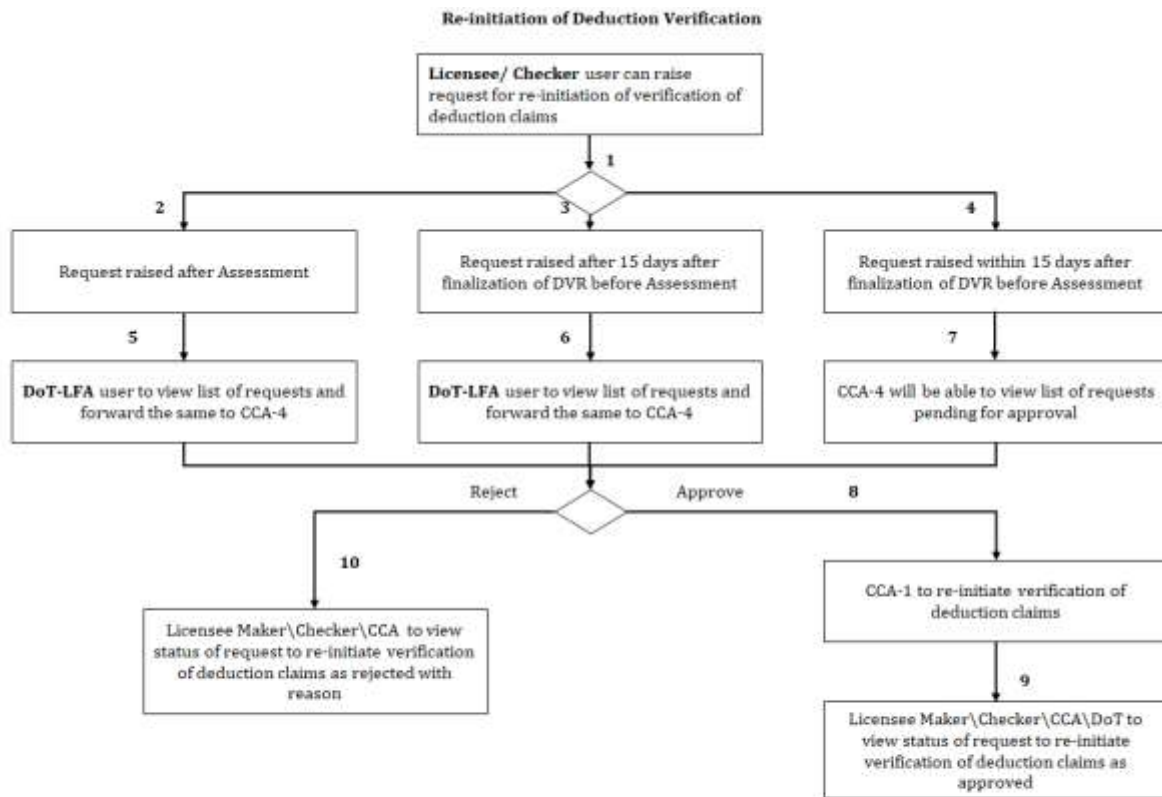 Re-initiation of Deduction Verification
Licensee/ Checker user can raise
request for re-initiation of verification of
deduction claims
1
2
3
4
Request raised after Assessment
Request raised after 15 days after
finalization of DVR before Assessment
Request raised within 15 days after
finalization of DVR before Assessment
5
6
7
DoT-LFA user to view list of requests and
forward the same to CCA-4
DoT-LFA user to view list of requests and
forward the same to CCA-4
CCA-4 will be able to view list of requests
pending for approval
Reject
Approve
8
10
CCA-1 to re-initiate verification of
deduction claims
Licensee Maker\Checker\CCA to view
status of request to re-initiate verification
of deduction claims as rejected with
reason
9
Licensee Maker\Checker\CCA\DoT to
view status of request to re-initiate
verification of deduction claims as
approved